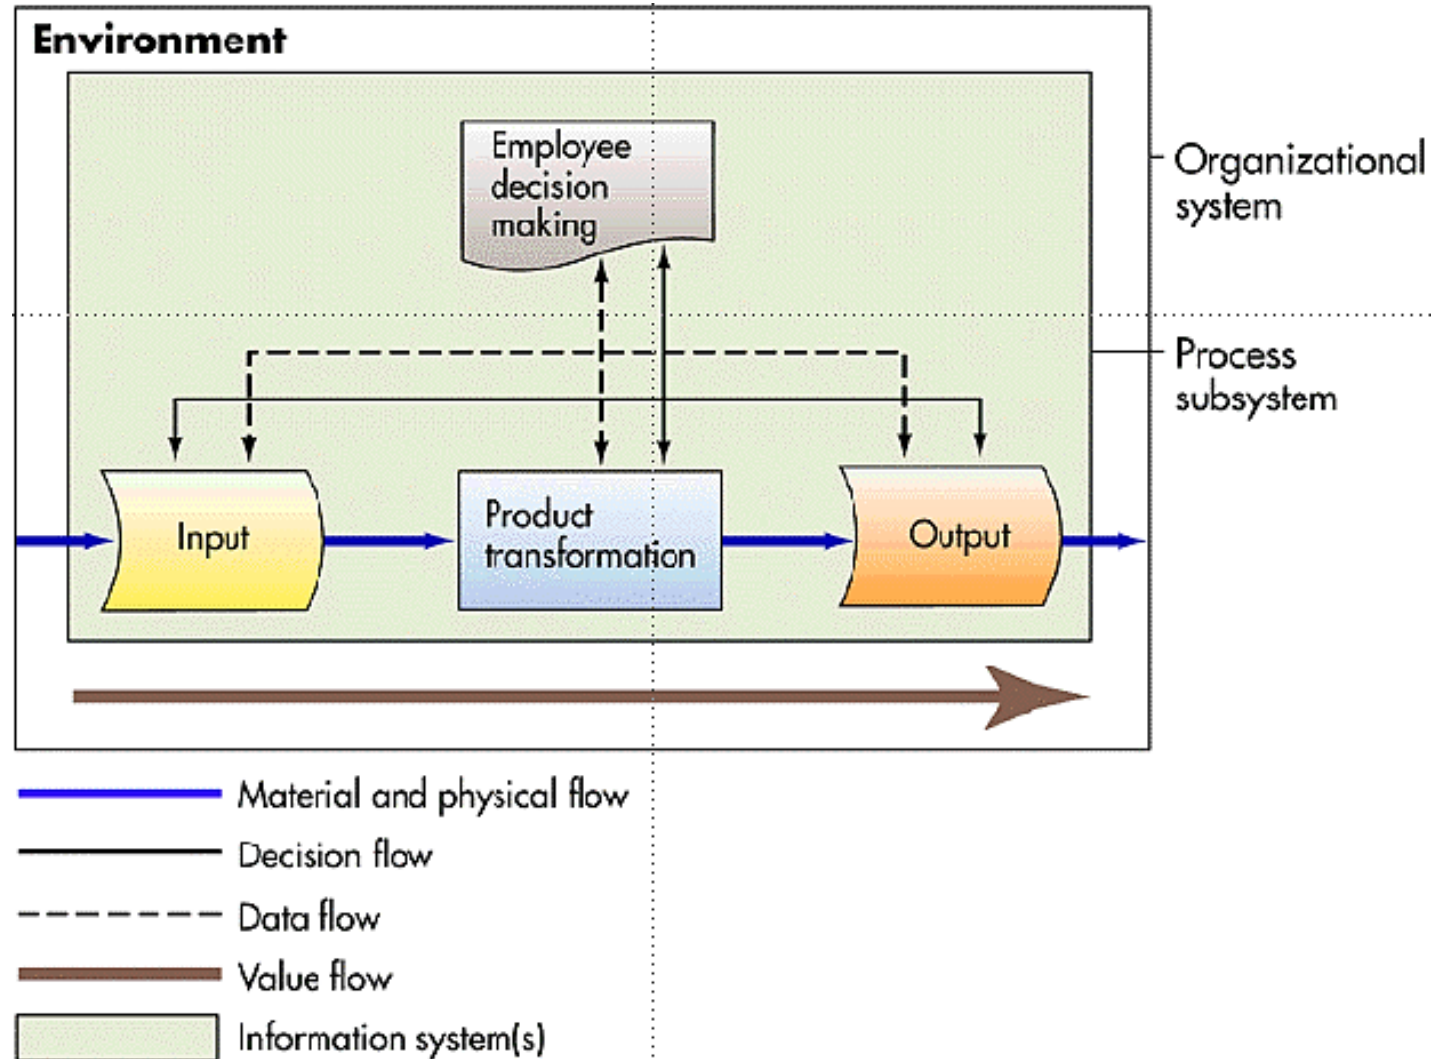 Environment
Employee
decision
making
Organizational
system
Process
subsystem
Input
Product
transformation
Output
Material and physical flow
Decision flow
Data flow
Value flow
Information system(s)